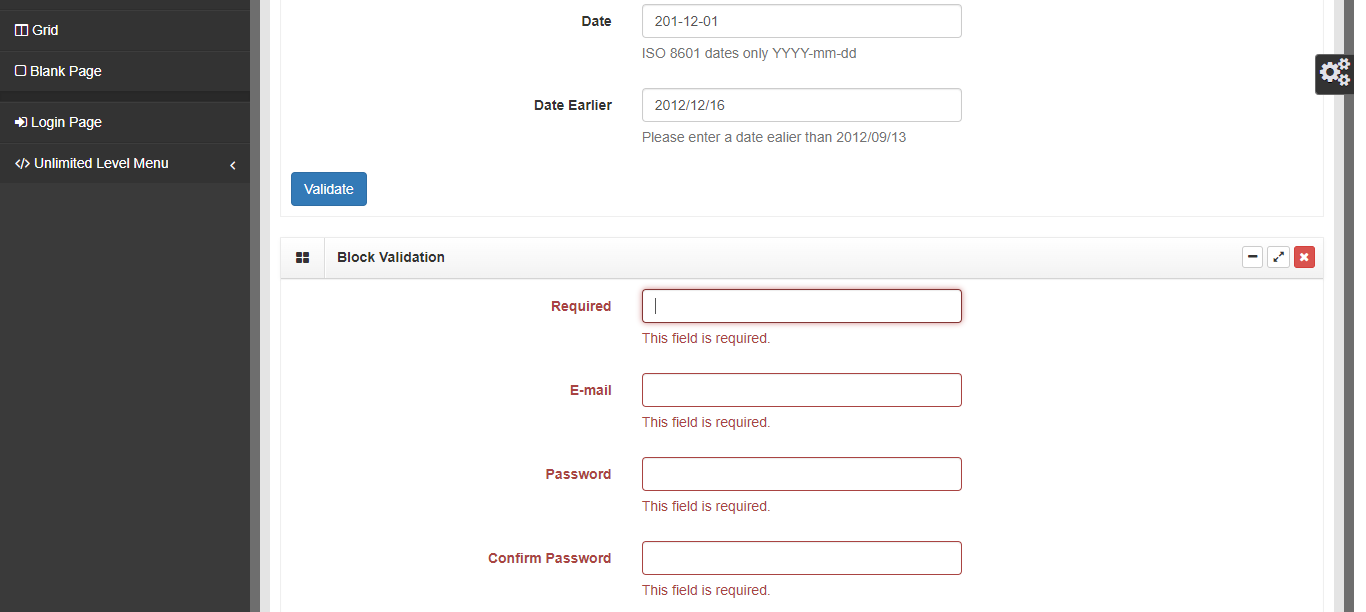 Grid
Blank Page
Login Page
Unlimited Level Menu
Date
201-12-01
ISO 8601 dates only YYYY-mm-dd
Date Earlier
2012/12/16
Please enter a date ealier than 2012/09/13
Validate
Block Validation
Required
This field is required.
E-mail
This field is required.
Password
This field is required.
Confirm Password
This field is required.